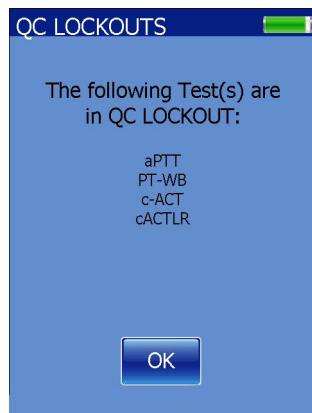 QC LOCKOUTS
The following Test(s) are
in QC LOCKOUT:
aPTT
PT-WB
c-ACT
cACTLR
OK